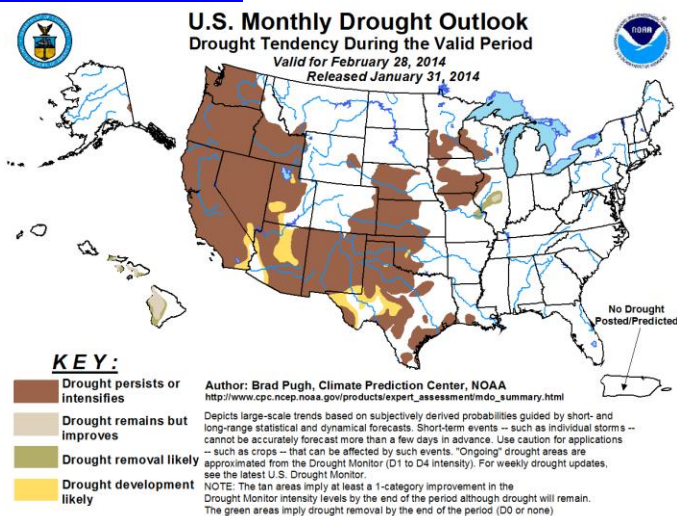 U.S. Monthly Drought Outlook
Drought Tendency During the Valid Period
Valid for February 28, 2014
Released January 31, 2014
NOAA
No Drought
Posted/Predicted
KEY:
Drought persists or
intensifies
Drought remains but
improves
Drought removal likely
Drought development
likely
Author: Brad Pugh, Climate Prediction Center, NOAA
http://www.cpc.ncep.noaa.gov/products/expert_assessment/mdo_summary.html
Depicts large-scale trends based on subjectively derived probabilities guided by short- and
long-range statistical and dynamical forecasts. Short-term events -- such as individual storms --
cannot be accurately forecast more than a few days in advance. Use caution for applications
-- such as crops -- that can be affected by such events. "Ongoing" drought areas are
approximated from the Drought Monitor (D1 to D4 intensity). For weekly drought updates,
see the latest U.S. Drought Monitor.
NOTE: The tan areas imply at least a 1-category improvement in the
Drought Monitor intensity levels by the end of the period although drought will remain.
The green areas imply drought removal by the end of the period (D0 or none)